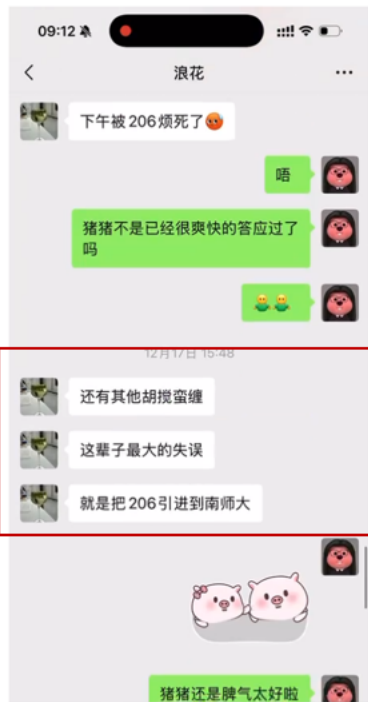 09:12
浪花
下午被206烦死了
唔
猪猪不是已经很爽快的答应过了
吗
12月17日 15:48
还有其他胡搅蛮缠
这辈子最大的失误
就是把206引进到南师大
猪猪还是脾气太好啦